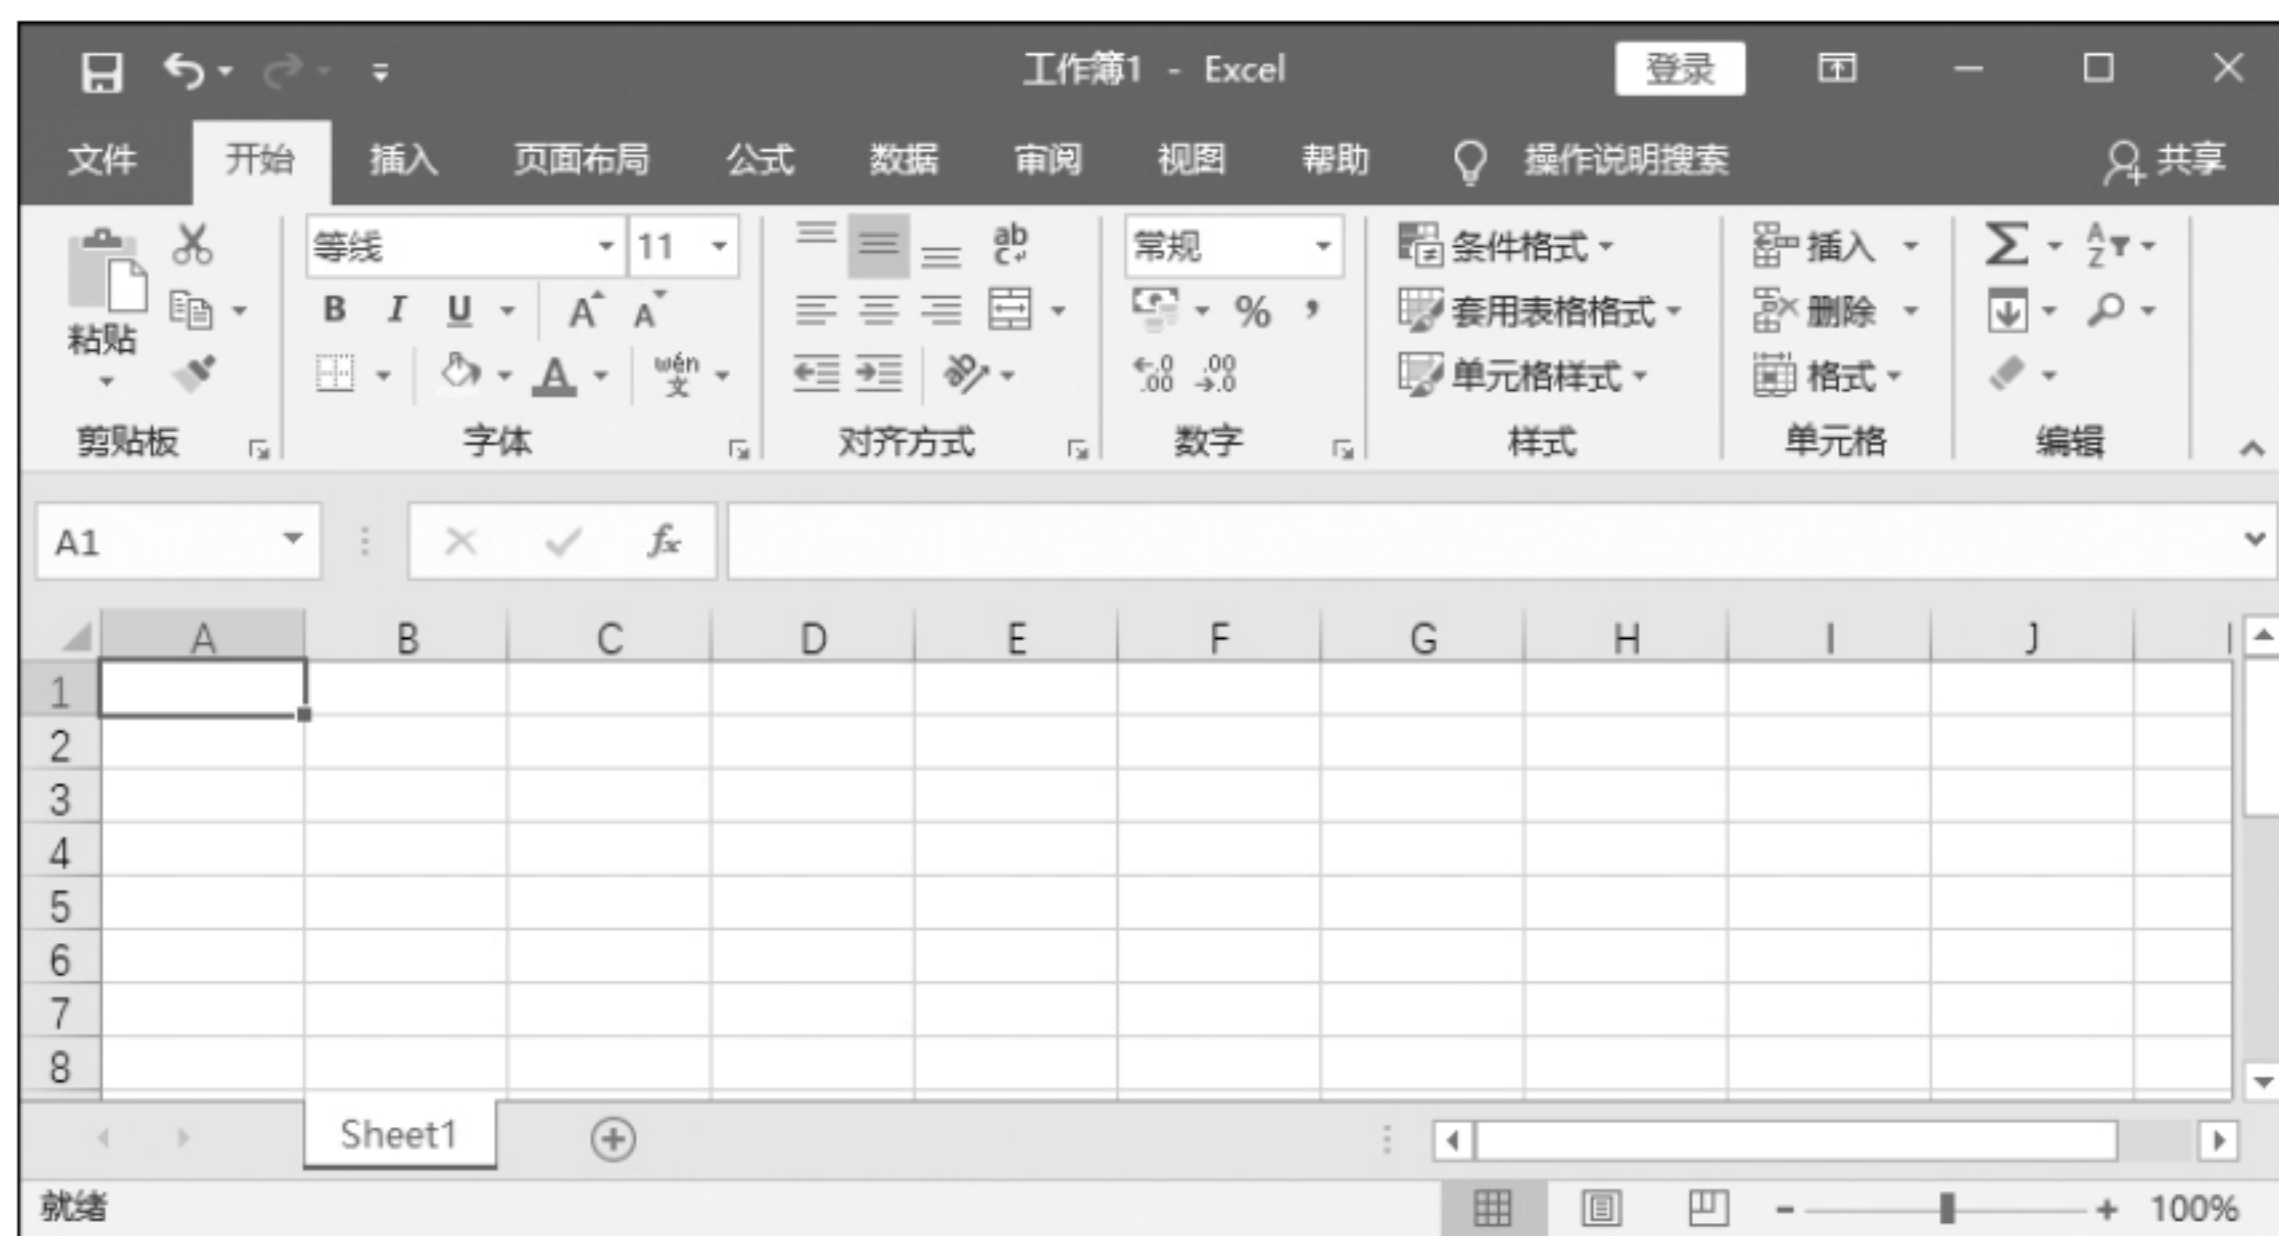 工作簿1 - Excel 登录
文件 开始 插入 页面布局 公式 数据 审阅 视图 帮助 操作说明搜索 共享
等线 11 ab 常规 条件格式 插入 Σ A
c Z
粘贴 B I U A A % , 套用表格格式 删除
A wén ab .0 .00 单元格样式 格式
文 .00 .0
剪贴板 字体 对齐方式 数字 样式 单元格 编辑
A1 fx
A B C D E F G H I J
1
2
3
4
5
6
7
8
Sheet1
就绪 100%